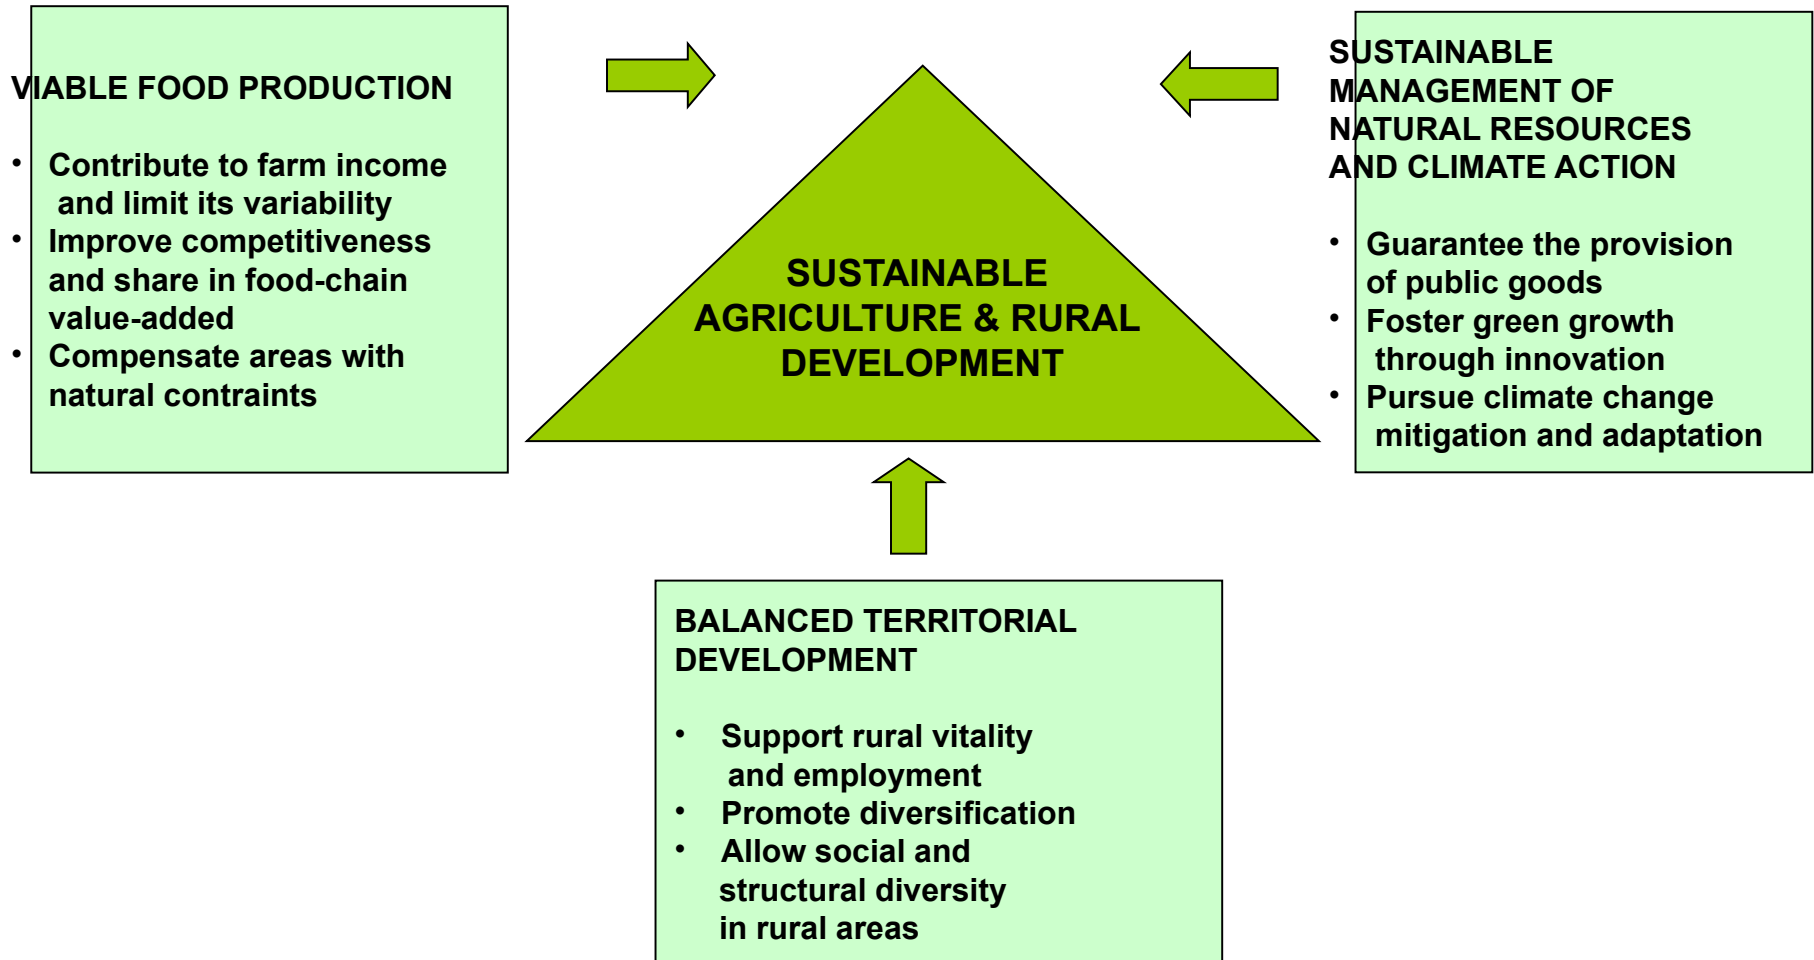 VIABLE FOOD PRODUCTION
• Contribute to farm income
and limit its variability
• Improve competitiveness
and share in food-chain
value-added
• Compensate areas with
natural contraints
SUSTAINABLE
AGRICULTURE & RURAL
DEVELOPMENT
SUSTAINABLE
MANAGEMENT OF
NATURAL RESOURCES
AND CLIMATE ACTION
• Guarantee the provision
of public goods
• Foster green growth
through innovation
• Pursue climate change
mitigation and adaptation
BALANCED TERRITORIAL
DEVELOPMENT
• Support rural vitality
and employment
• Promote diversification
• Allow social and
structural diversity
in rural areas